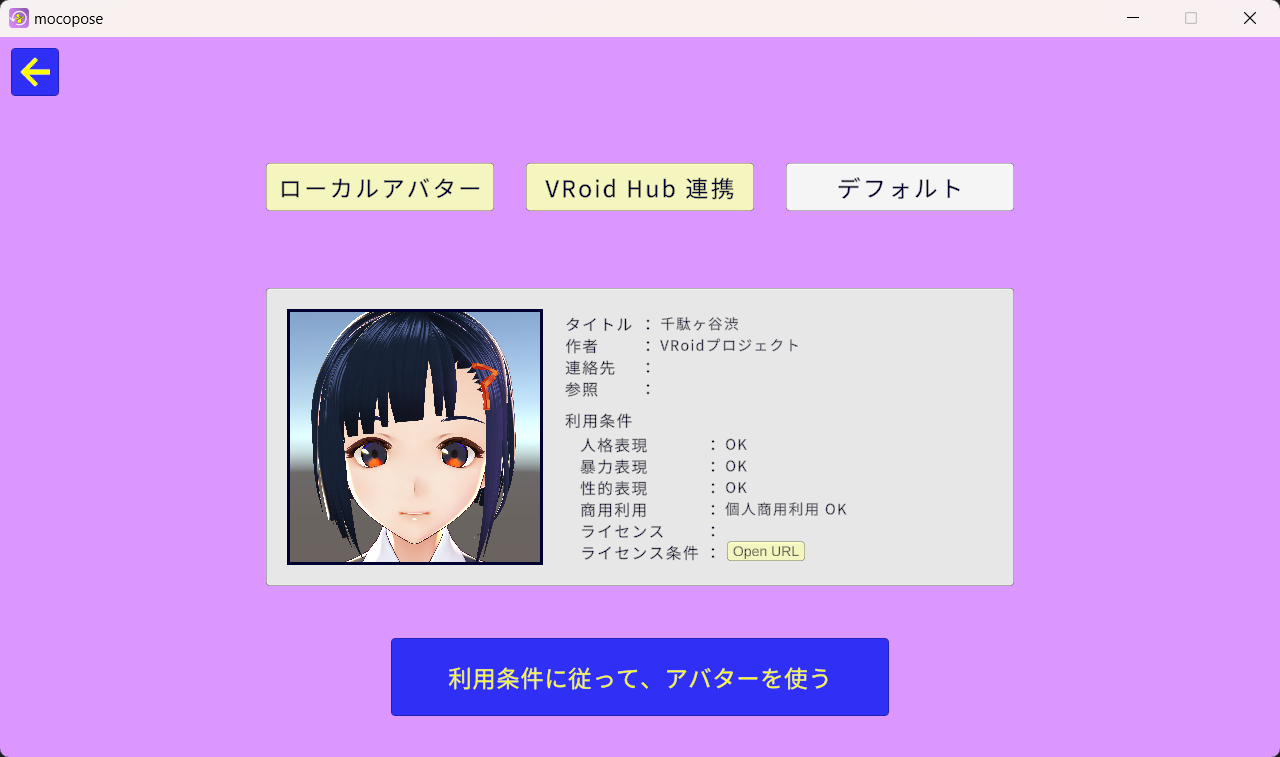 mocopose
ローカルアバター
VRoid Hub 連携
デフォルト
タイトル : 千駄ヶ谷渋
作者 : VRoidプロジェクト
連絡先 :
参照 :
利用条件
人格表現 : OK
暴力表現 : OK
性的表現 : OK
商用利用 : 個人商用利用 OK
ライセンス :
ライセンス条件 : Open URL
利用条件に従って、アバターを使う